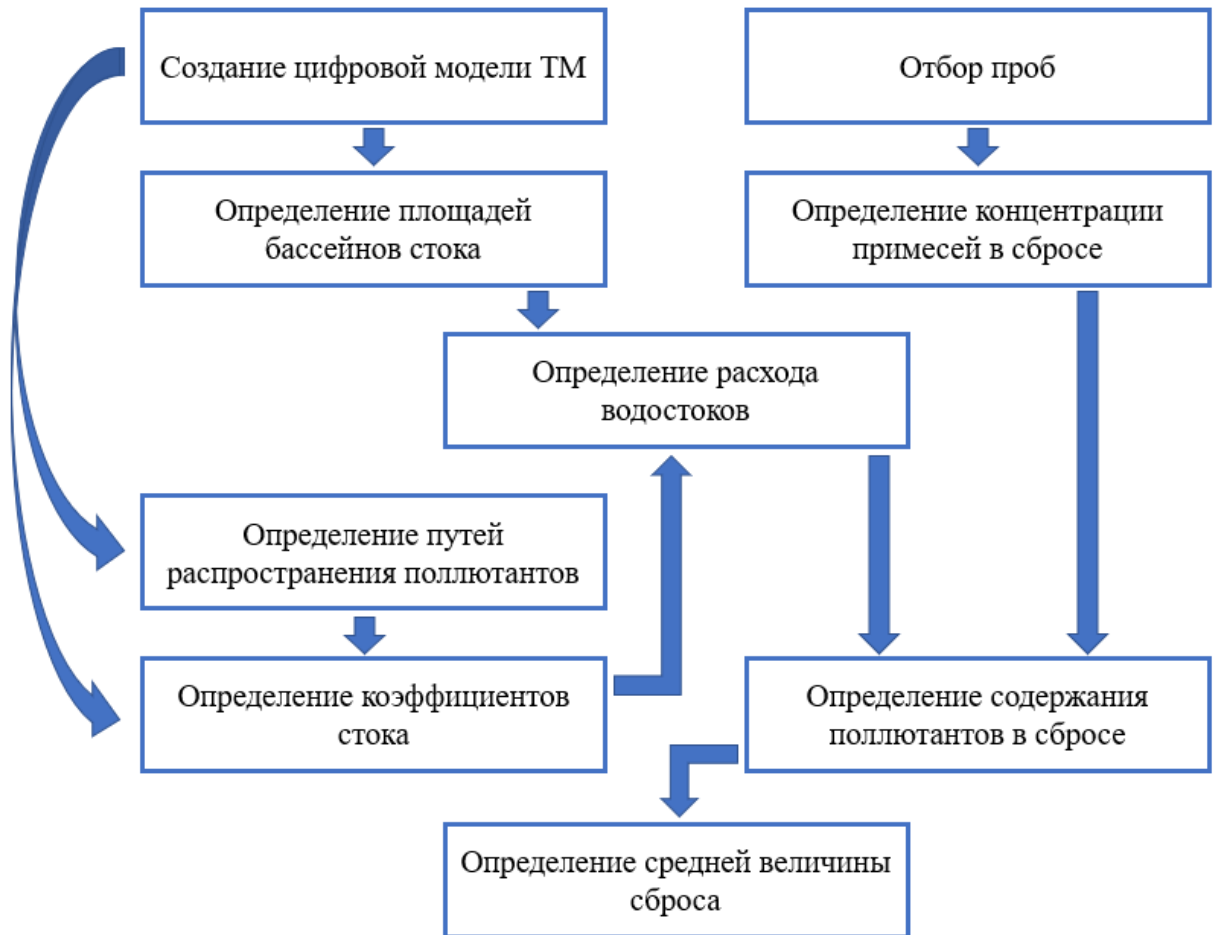 Создание цифровой модели ТМ
Отбор проб
Определение площадей
бассейнов стока
Определение концентрации
примесей в сбросе
Определение расхода
водостоков
Определение путей
распространения поллютантов
Определение коэффициентов
стока
Определение содержания
поллютантов в сбросе
Определение средней величины
сброса